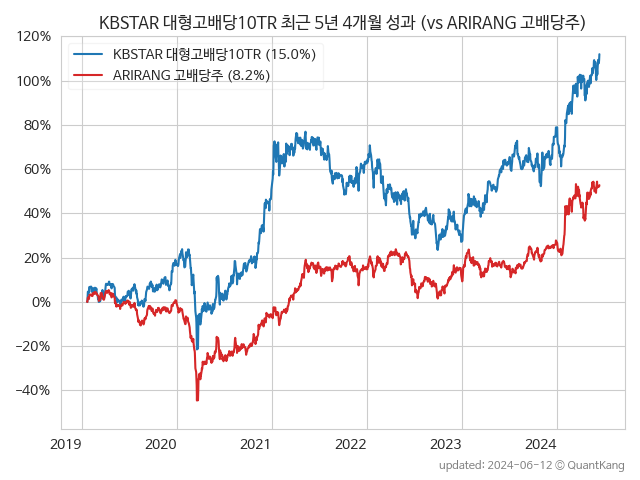 KBSTAR 대형고배당10TR 최근 5년 4개월 성과 (vs ARIRANG 고배당주)
120%
100%
80%
60%
40%
20%
0%
−20%
−40%
KBSTAR 대형고배당10TR (15.0%)
ARIRANG 고배당주 (8.2%)
2019 2020 2021 2022 2023 2024
updated: 2024-06-12 © QuantKang